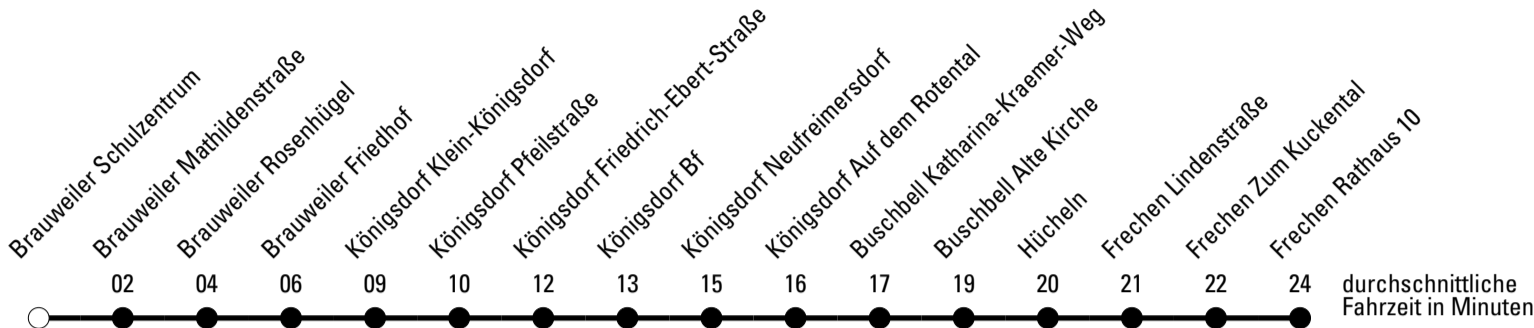 Brauweiler Schulzentrum
Brauweiler Mathildenstraße
Brauweiler Rosenhügel
Brauweiler Friedhof
Königsdorf Klein-Königsdorf
Königsdorf Pfeilstraße
Königsdorf Friedrich-Ebert-Straße
Königsdorf Bf
Königsdorf Neufreimersdorf
Königsdorf Auf dem Rotental
Buschbell Katharina-Kraemer-Weg
Buschbell Alte Kirche
Hücheln
Frechen Lindenstraße
Frechen Zum Kuckental
Frechen Rathaus 10
02 04 06 09 10 12 13 15 16 17 19 20 21 22 24
durchschnittliche
Fahrzeit in Minuten